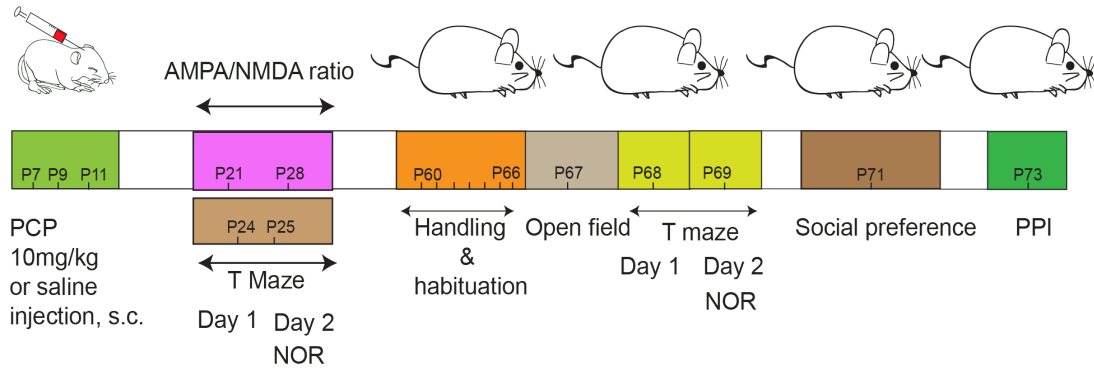 AMPA/NMDA ratio
P7 P9 P11
P21 P28
P60 P66
P67
P68
P69
P71
P73
P24 P25
PCP
10mg/kg
or saline
injection, s.c.
T Maze
Day 1
Day 2
NOR
Handling
&
habituation
Open field
T maze
Day 1
Day 2
NOR
Social preference
PPI